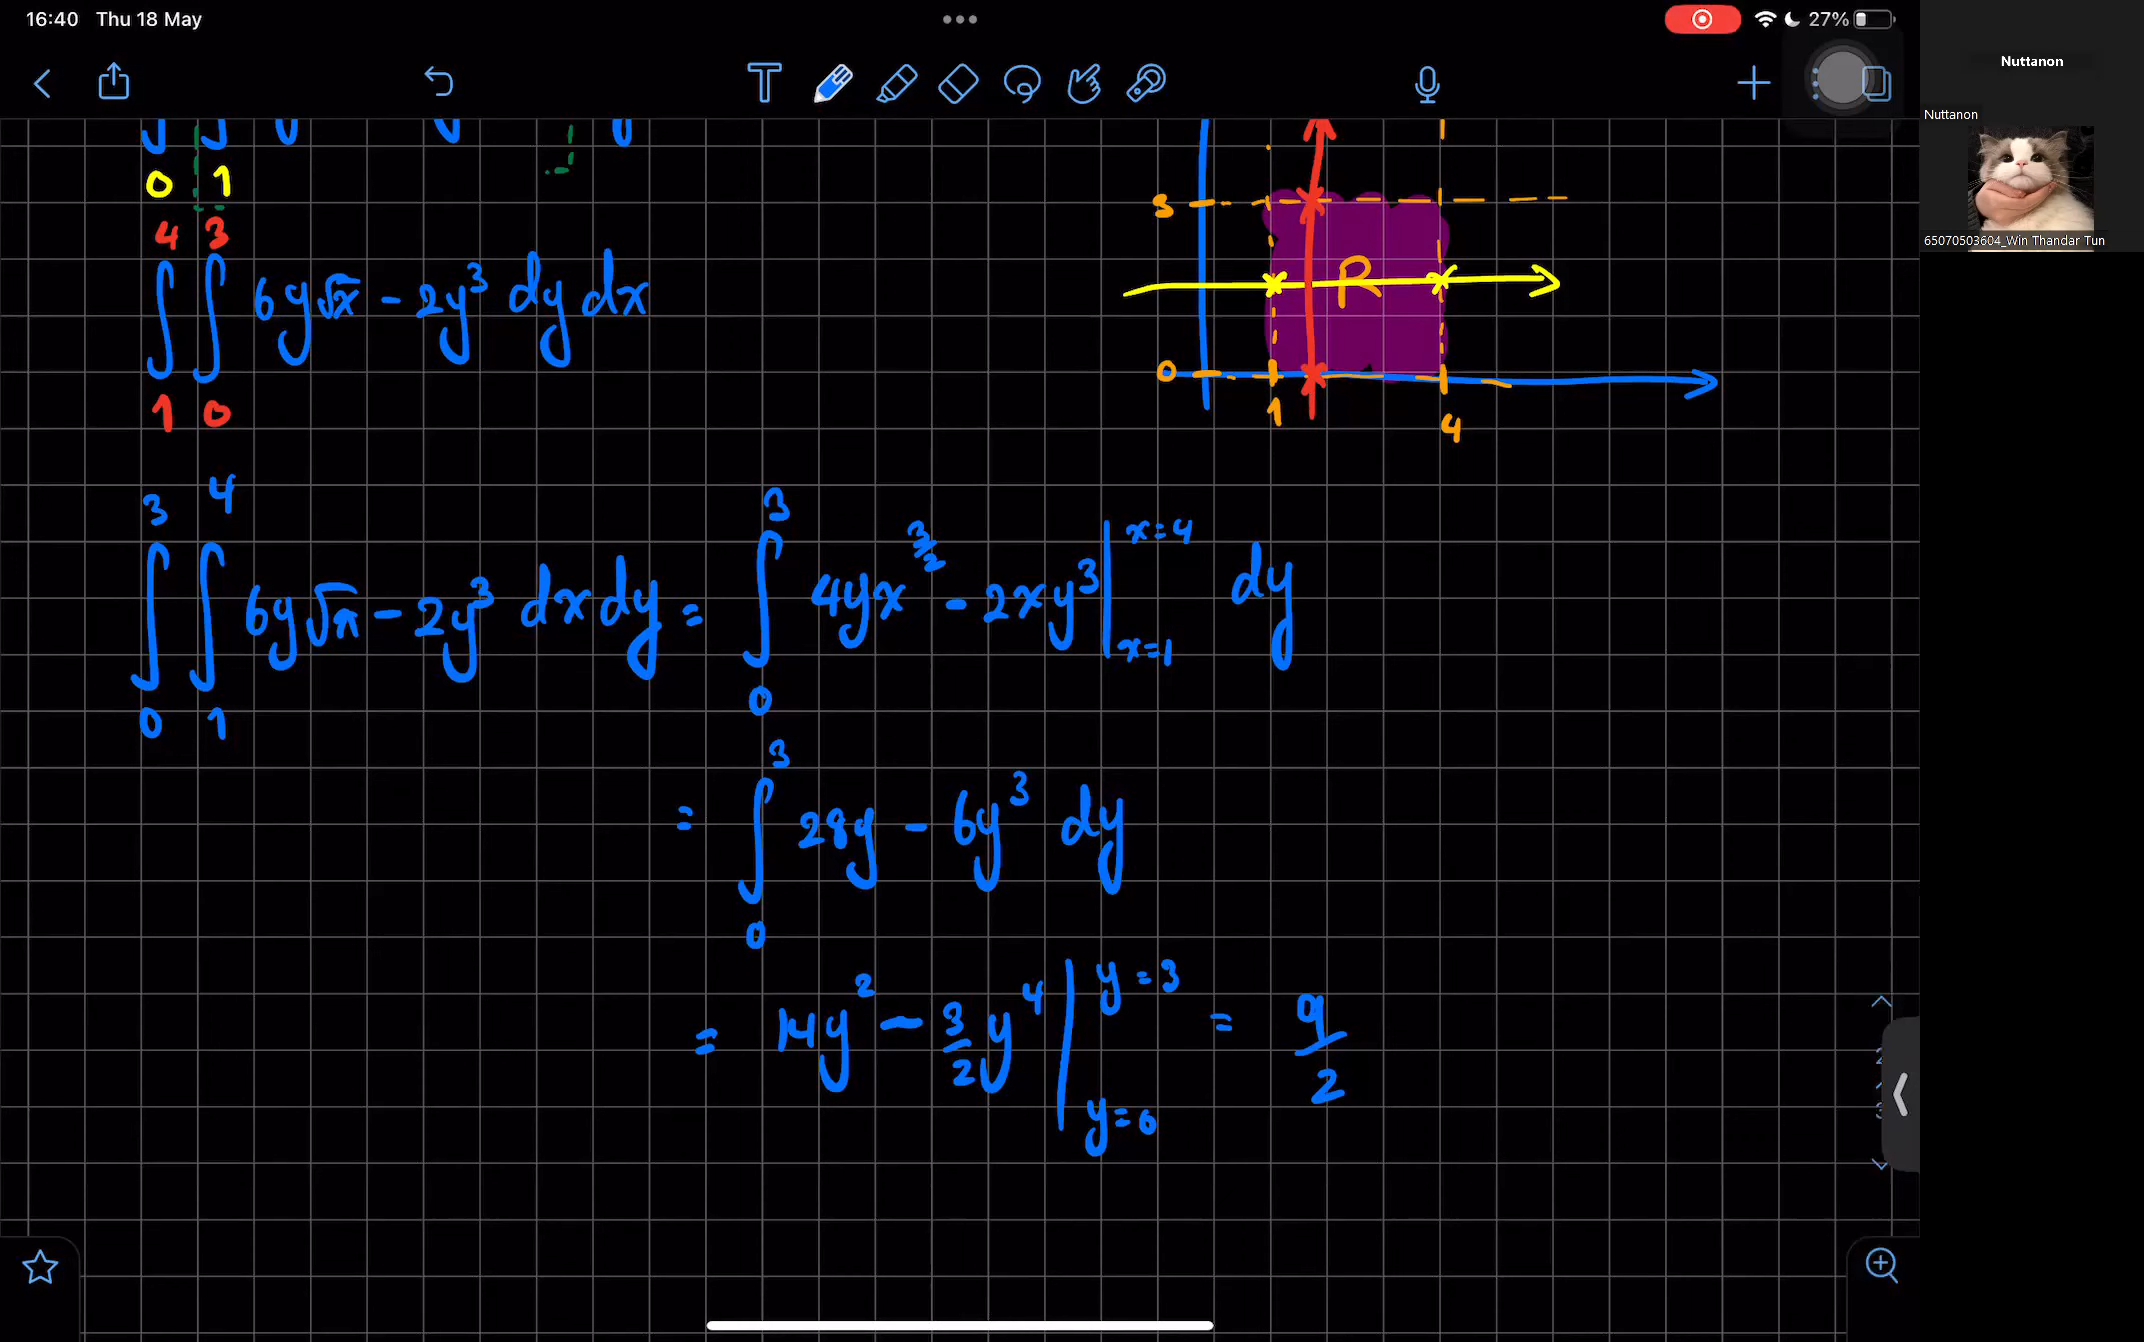 16:40 Thu 18 May
27%
Nuttanon
Nuttanon
65070503604_Win Thandar Tun
0 1
4 3
∫ ∫ 6y√x - 2y³ dy dx
1 0
3
R
0
1
4
3 4 3
∫ ∫ 6y√x - 2y³ dx dy = ∫ 4yx^(3/2) - 2xy³ | x=4 x=1 dy
0 1 0
3
= ∫ 28y - 6y³ dy
0
= 14y² - 3/2 y⁴ | y=3 y=0 = 9/2